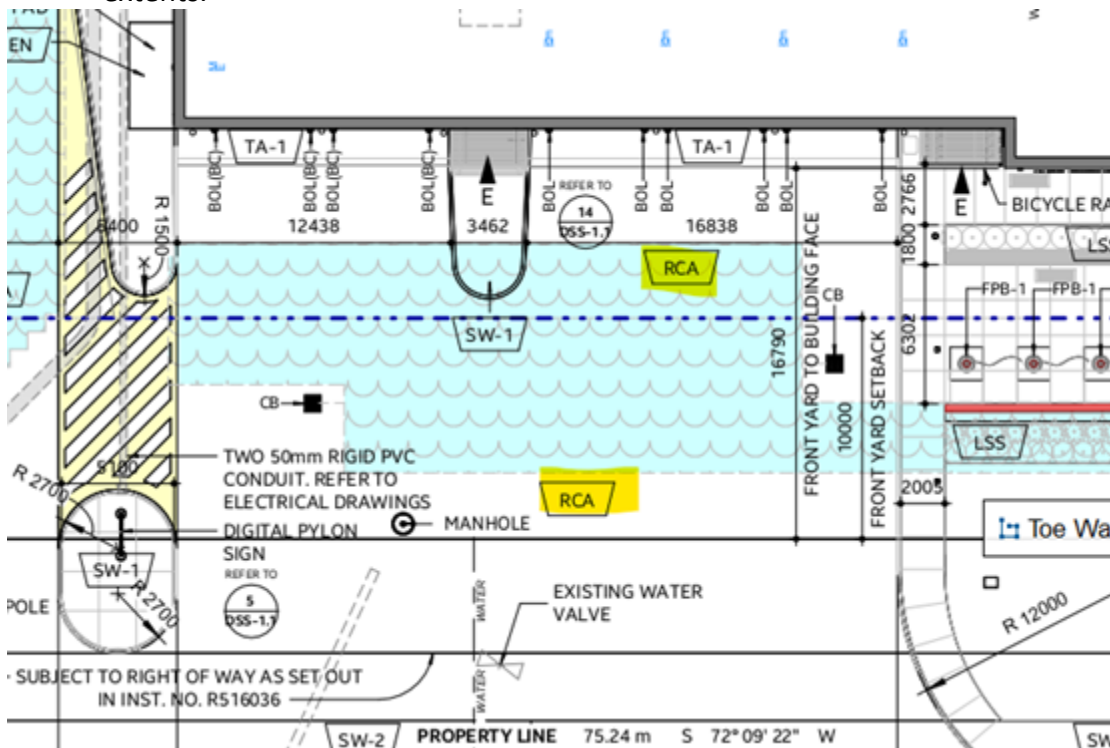 extents.
PAD
EN
TA-1
TA-1
BOL(BC)
BOL(BC)
BOL(BC)
BOL(BC)
BOL
BOL
BOL
BOL
BOL
BOL
E
E
REFER TO
14
DSS-1.1
BICYCLE RA
2766
1800
6302
R 1500
6400
12438
3462
16838
LSS
RCA
CB
FPB-1
FPB-1
SW-1
16790
FRONT YARD TO BUILDING FACE
10000
FRONT YARD SETBACK
CB
LSS
TWO 50mm RIGID PVC
CONDUIT. REFER TO
ELECTRICAL DRAWINGS
5100
R 2700
RCA
2005
MANHOLE
DIGITAL PYLON
SIGN
Toe Wa
SW-1
REFER TO
5
DSS-1.1
POLE
R 2700
WATER
EXISTING WATER
VALVE
R 12000
SUBJECT TO RIGHT OF WAY AS SET OUT
IN INST. NO. R516036
WATER
SW-2
PROPERTY LINE 75.24 m S 72° 09' 22" W
SW